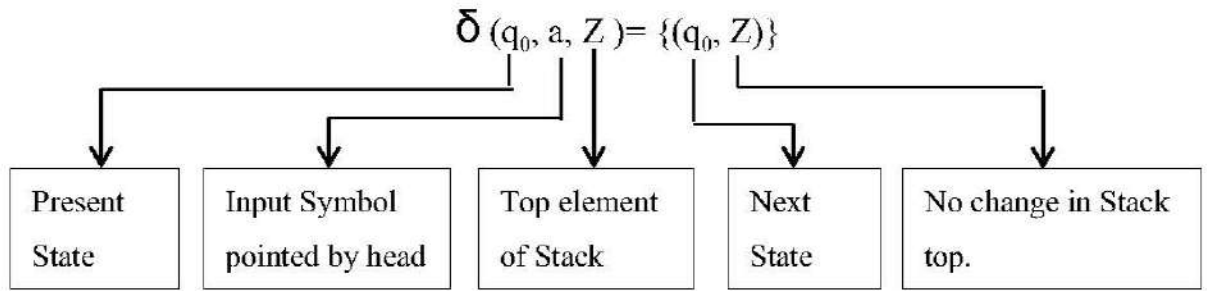 δ (q₀, a, Z )= {(q₀, Z)}
Present
State
Input Symbol
pointed by head
Top element
of Stack
Next
State
No change in Stack
top.